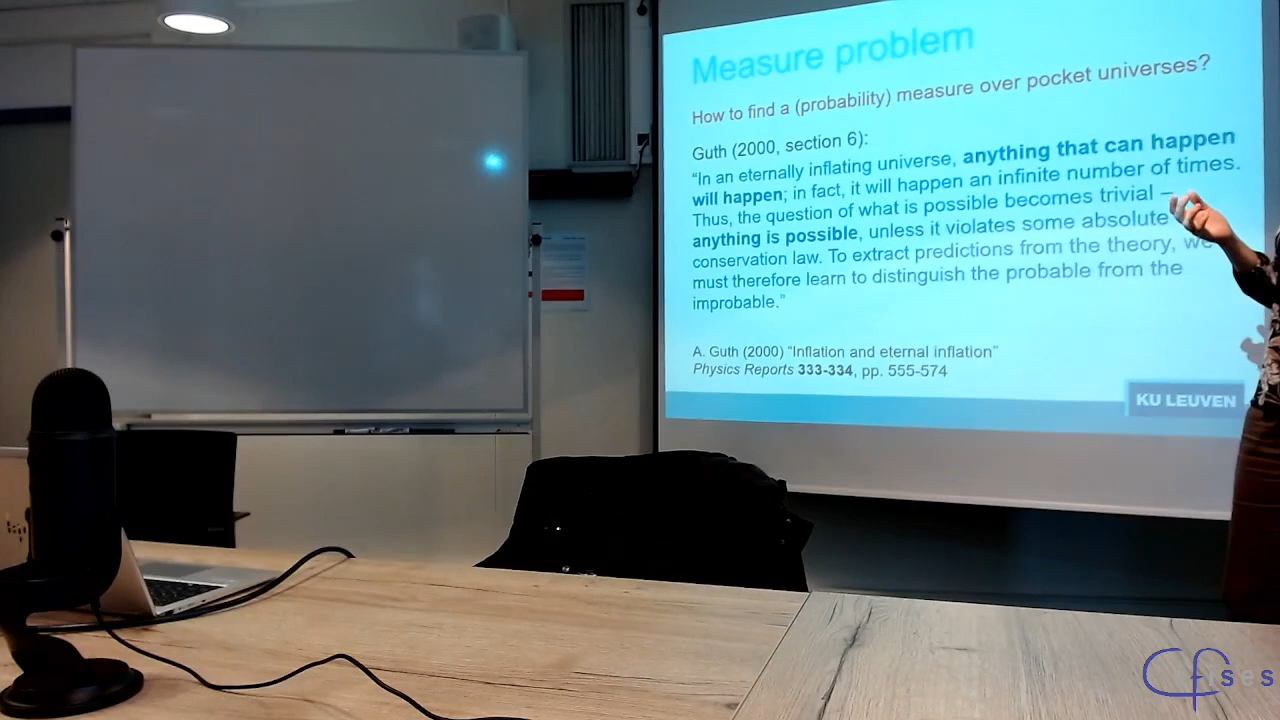 Measure problem
How to find a (probability) measure over pocket universes?
Guth (2000, section 6):
“In an eternally inflating universe, anything that can happen
will happen; in fact, it will happen an infinite number of times.
Thus, the question of what is possible becomes trivial –
anything is possible, unless it violates some absolute
conservation law. To extract predictions from the theory, we
must therefore learn to distinguish the probable from the
improbable.”
A. Guth (2000) “Inflation and eternal inflation”
Physics Reports 333-334, pp. 555-574
KU LEUVEN
Cfises